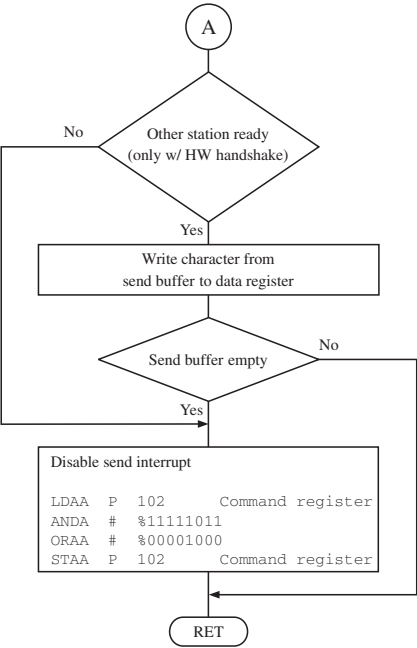 A
No
Other station ready
(only w/ HW handshake)
Yes
Write character from
send buffer to data register
No
Send buffer empty
Yes
Disable send interrupt
LDAA P 102 Command register
ANDA # %11111011
ORAA # %00001000
STAA P 102 Command register
RET